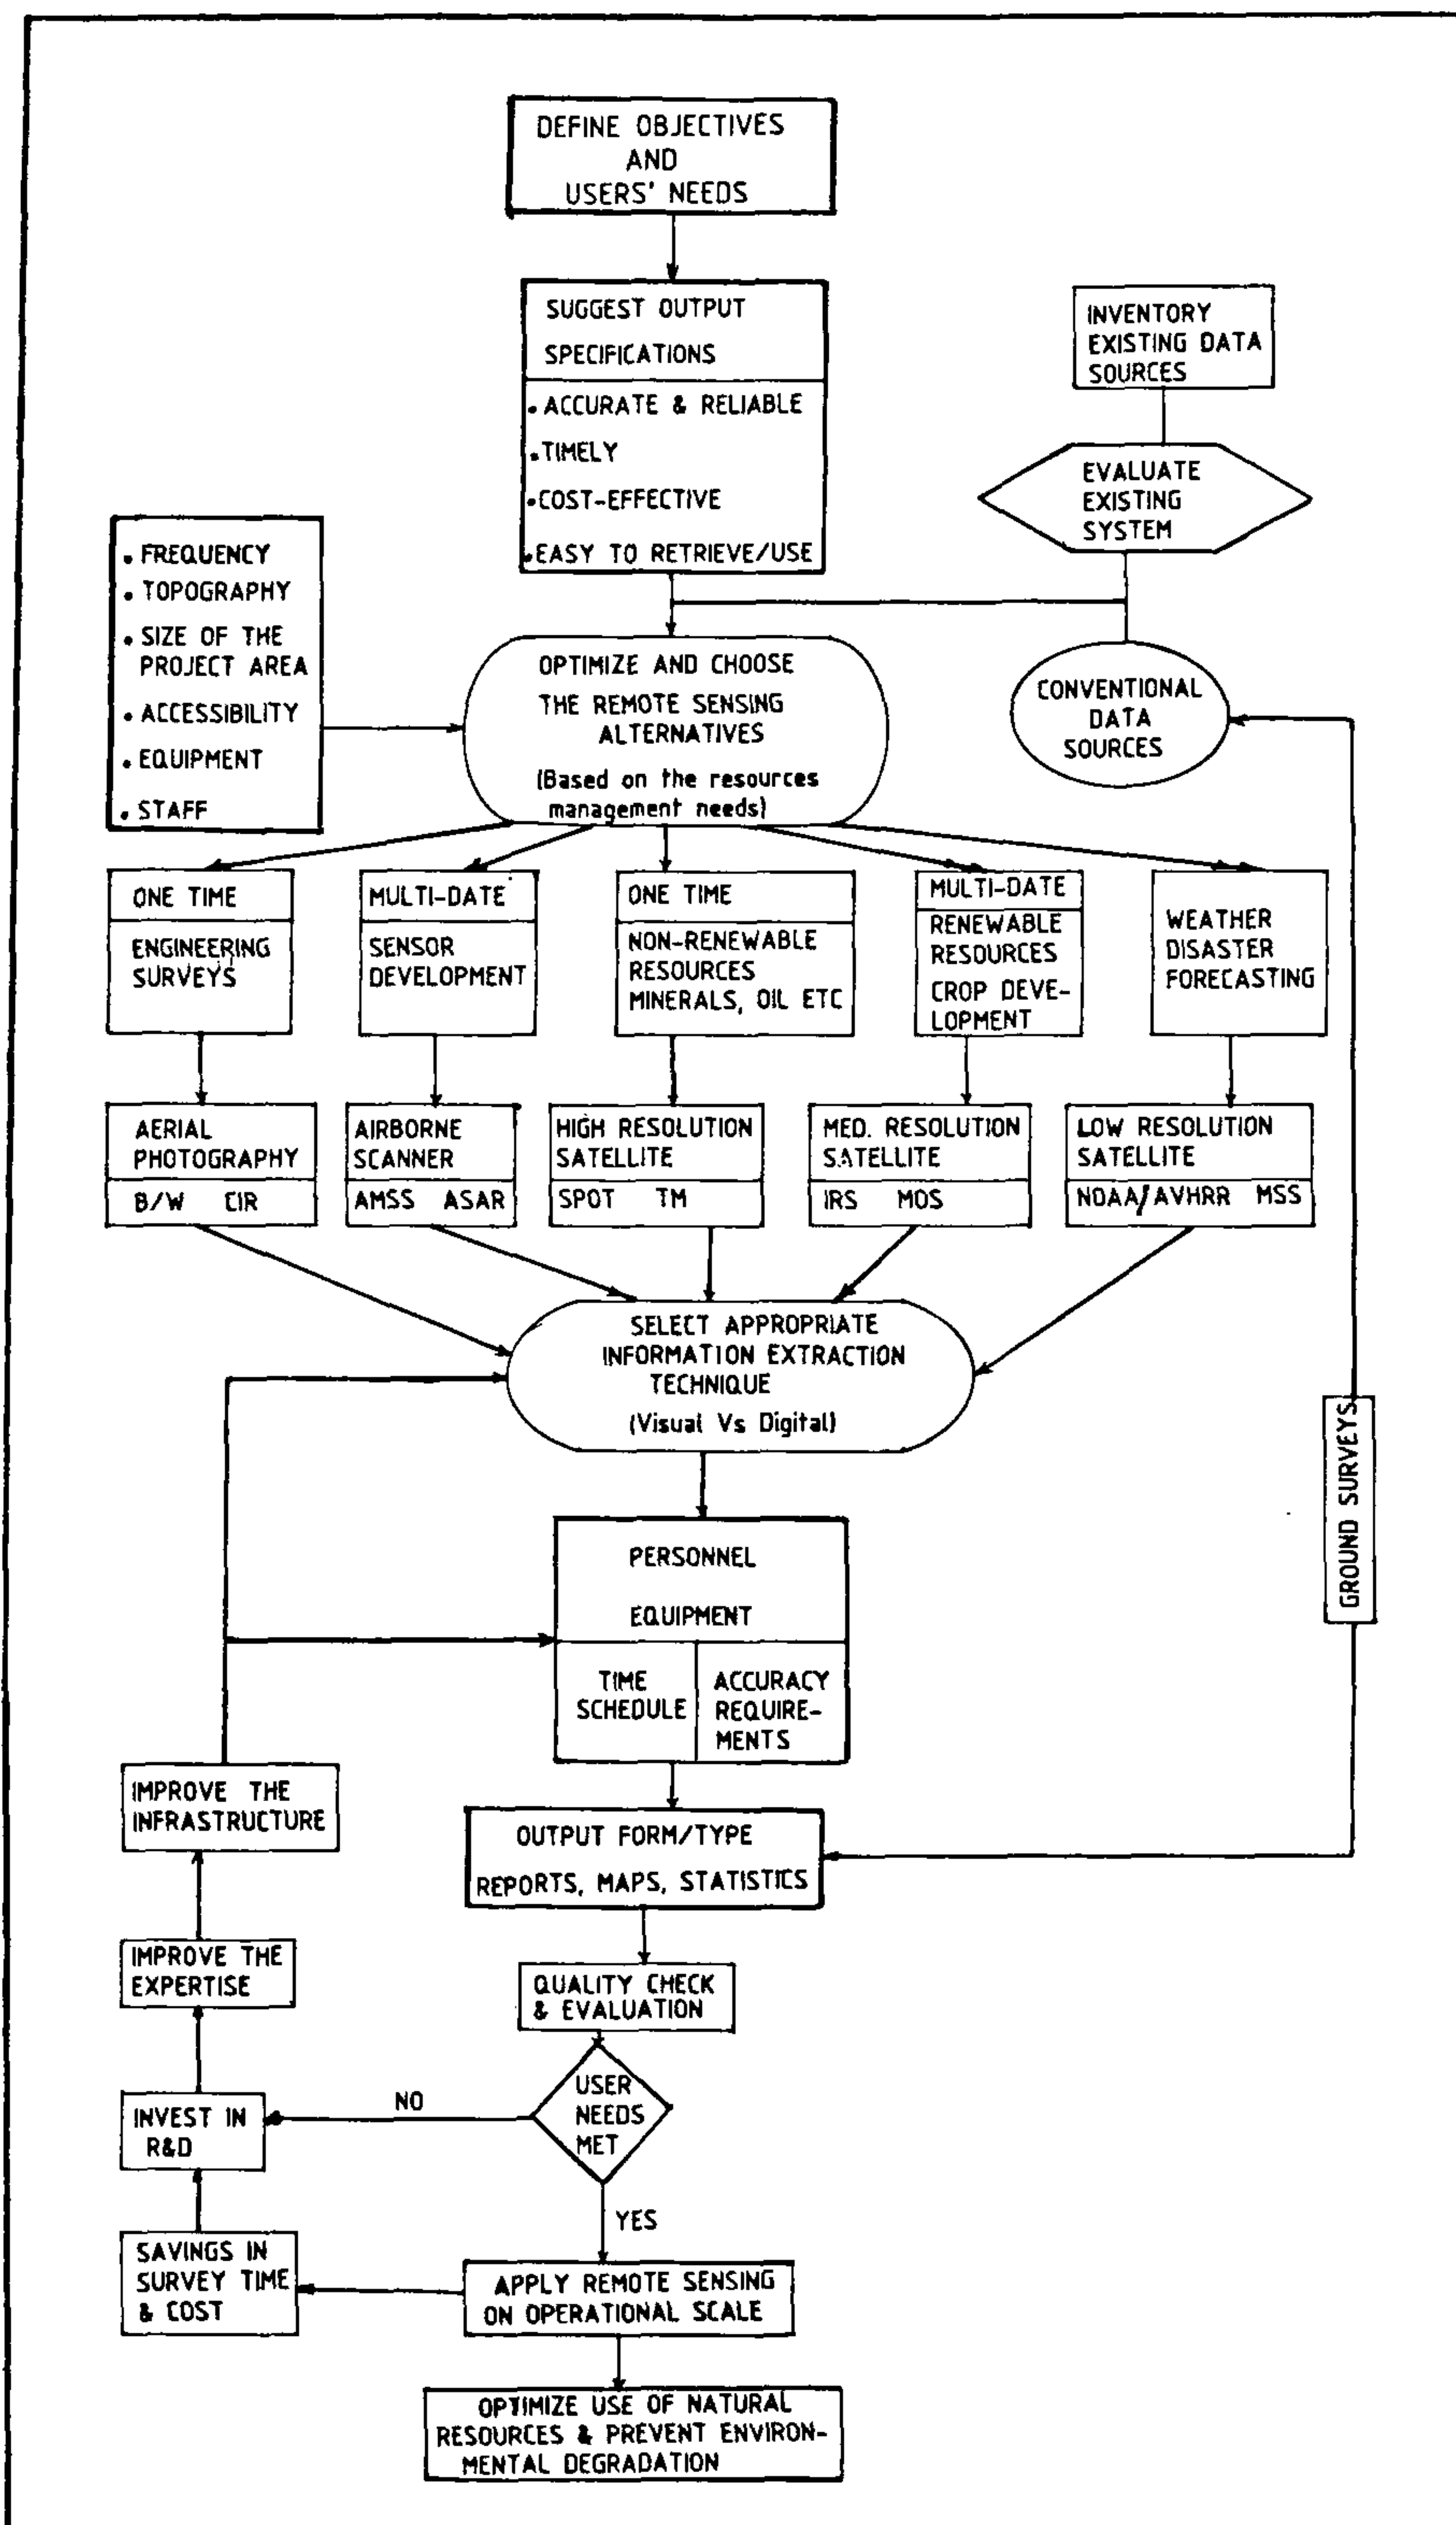 DEFINE OBJECTIVES
AND
USERS' NEEDS
SUGGEST OUTPUT
SPECIFICATIONS
• ACCURATE & RELIABLE
• TIMELY
• COST-EFFECTIVE
• EASY TO RETRIEVE/USE
INVENTORY
EXISTING DATA
SOURCES
EVALUATE
EXISTING
SYSTEM
• FREQUENCY
• TOPOGRAPHY
• SIZE OF THE
PROJECT AREA
• ACCESSIBILITY
• EQUIPMENT
• STAFF
OPTIMIZE AND CHOOSE
THE REMOTE SENSING
ALTERNATIVES
(Based on the resources
management needs)
CONVENTIONAL
DATA
SOURCES
ONE TIME
ENGINEERING
SURVEYS
MULTI-DATE
SENSOR
DEVELOPMENT
ONE TIME
NON-RENEWABLE
RESOURCES
MINERALS, OIL ETC
MULTI-DATE
RENEWABLE
RESOURCES
CROP DEVE-
LOPMENT
WEATHER
DISASTER
FORECASTING
AERIAL
PHOTOGRAPHY
B/W CIR
AIRBORNE
SCANNER
AMSS ASAR
HIGH RESOLUTION
SATELLITE
SPOT TM
MED. RESOLUTION
SATELLITE
IRS MOS
LOW RESOLUTION
SATELLITE
NOAA/AVHRR MSS
SELECT APPROPRIATE
INFORMATION EXTRACTION
TECHNIQUE
(Visual Vs Digital)
GROUND SURVEYS
PERSONNEL
EQUIPMENT
TIME
SCHEDULE
ACCURACY
REQUIRE-
MENTS
IMPROVE THE
INFRASTRUCTURE
OUTPUT FORM/TYPE
REPORTS, MAPS, STATISTICS
IMPROVE THE
EXPERTISE
QUALITY CHECK
& EVALUATION
USER
NEEDS
MET
NO
INVEST IN
R&D
YES
SAVINGS IN
SURVEY TIME
& COST
APPLY REMOTE SENSING
ON OPERATIONAL SCALE
OPTIMIZE USE OF NATURAL
RESOURCES & PREVENT ENVIRON-
MENTAL DEGRADATION